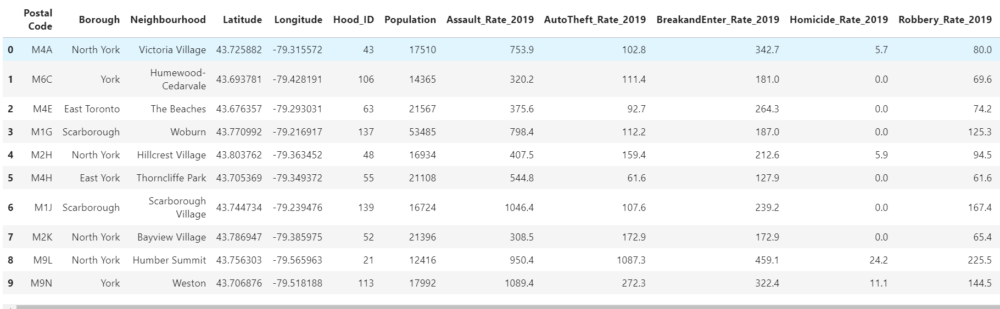 Postal Code Borough Neighbourhood Latitude Longitude Hood_ID Population Assault_Rate_2019 AutoTheft_Rate_2019 BreakandEnter_Rate_2019 Homicide_Rate_2019 Robbery_Rate_2019
0 M4A North York Victoria Village 43.725882 -79.315572 43 17510 753.9 102.8 342.7 5.7 80.0
1 M6C York Humewood-Cedarvale 43.693781 -79.428191 106 14365 320.2 111.4 181.0 0.0 69.6
2 M4E East Toronto The Beaches 43.676357 -79.293031 63 21567 375.6 92.7 264.3 0.0 74.2
3 M1G Scarborough Woburn 43.770992 -79.216917 137 53485 798.4 112.2 187.0 0.0 125.3
4 M2H North York Hillcrest Village 43.803762 -79.363452 48 16934 407.5 159.4 212.6 5.9 94.5
5 M4H East York Thorncliffe Park 43.705369 -79.349372 55 21108 544.8 61.6 127.9 0.0 61.6
6 M1J Scarborough Scarborough Village 43.744734 -79.239476 139 16724 1046.4 107.6 239.2 0.0 167.4
7 M2K North York Bayview Village 43.786947 -79.385975 52 21396 308.5 172.9 172.9 0.0 65.4
8 M9L North York Humber Summit 43.756303 -79.565963 21 12416 950.4 1087.3 459.1 24.2 225.5
9 M9N York Weston 43.706876 -79.518188 113 17992 1089.4 272.3 322.4 11.1 144.5